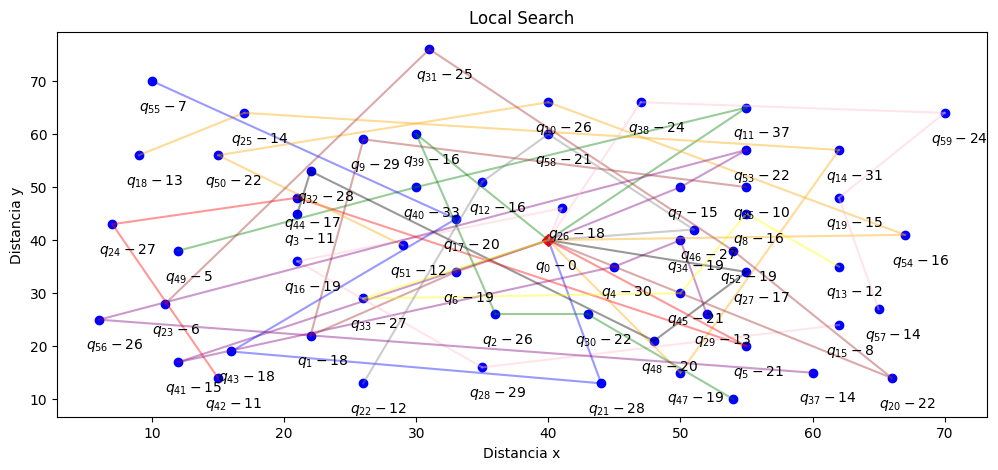 Local Search
Distancia y
70
60
50
40
30
20
10
q31 − 25
q55 − 7
q10 − 26
q38 − 24
q11 − 37
q59 − 24
q25 − 14
q9 − 29
q39 − 16
q58 − 21
q18 − 13
q50 − 22
q53 − 22
q14 − 31
q32 − 28
q40 − 33
q12 − 16
q7 − 15
q35 − 10
q19 − 15
q44 − 17
q26 − 18
q3 − 11
q17 − 20
q8 − 16
q24 − 27
q46 − 27
q54 − 16
q49 − 5
q51 − 12
q0 − 0
q34 − 19
q52 − 19
q16 − 19
q6 − 19
q4 − 30
q27 − 17
q13 − 12
q23 − 6
q33 − 27
q45 − 21
q56 − 26
q2 − 26
q30 − 22
q29 − 13
q57 − 14
q1 − 18
q48 − 20
q15 − 8
q43 − 18
q5 − 21
q41 − 15
q42 − 11
q22 − 12
q28 − 29
q21 − 28
q47 − 19
q37 − 14
q20 − 22
10 20 30 40 50 60 70
Distancia x